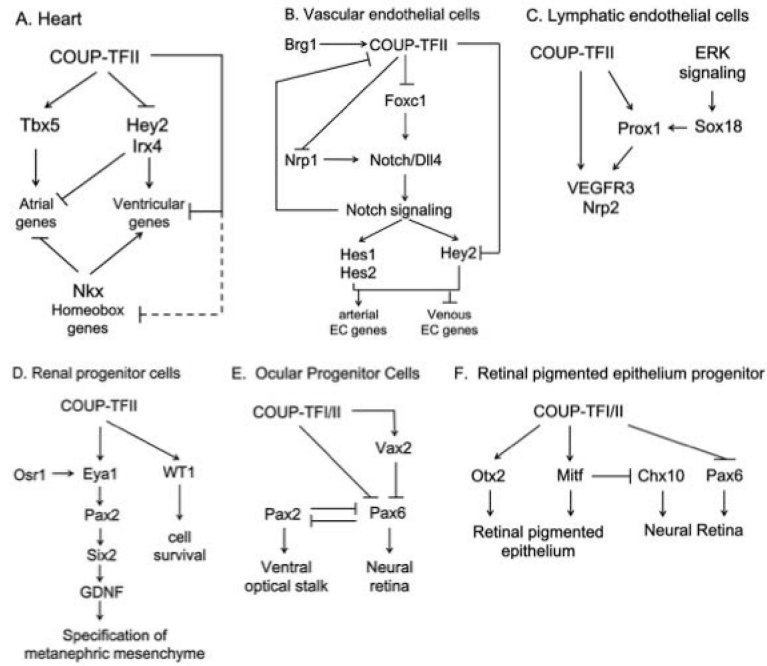 A. Heart
COUP-TFII
Tbx5
Hey2
Irx4
Atrial
genes
Ventricular
genes
Nkx
Homeobox
genes
B. Vascular endothelial cells
Brg1
COUP-TFII
Foxc1
Nrp1
Notch/Dll4
Notch signaling
Hes1
Hes2
Hey2
arterial
EC genes
Venous
EC genes
C. Lymphatic endothelial cells
COUP-TFII
ERK
signaling
Prox1
Sox18
VEGFR3
Nrp2
D. Renal progenitor cells
COUP-TFII
Osr1
Eya1
WT1
Pax2
cell
survival
Six2
GDNF
Specification of
metanephric mesenchyme
E. Ocular Progenitor Cells
COUP-TFI/II
Vax2
Pax2
Pax6
Ventral
optical stalk
Neural
retina
F. Retinal pigmented epithelium progenitor
COUP-TFI/II
Otx2
Mitf
Chx10
Pax6
Retinal pigmented
epithelium
Neural Retina